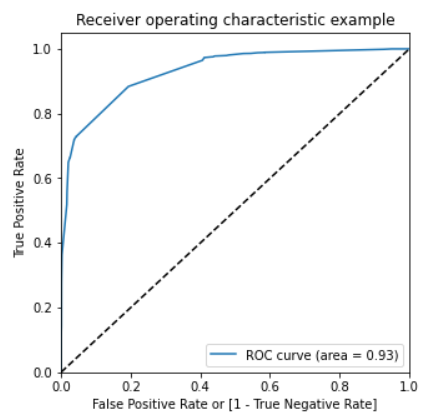 Receiver operating characteristic example
True Positive Rate
1.0
0.8
0.6
0.4
0.2
0.0
ROC curve (area = 0.93)
0.0 0.2 0.4 0.6 0.8 1.0
False Positive Rate or [1 - True Negative Rate]